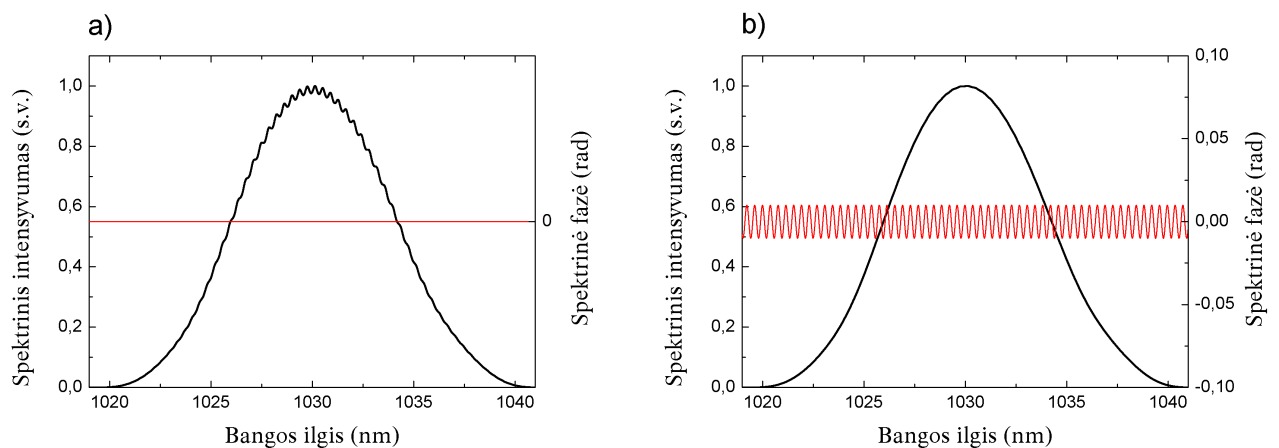 a)
Spektrinis intensyvumas (s.v.)
1,0
0,8
0,6
0,4
0,2
0,0
1020 1025 1030 1035 1040
Bangos ilgis (nm)
0
Spektrinė fazė (rad)
b)
Spektrinis intensyvumas (s.v.)
1,0
0,8
0,6
0,4
0,2
0,0
1020 1025 1030 1035 1040
Bangos ilgis (nm)
0,10
0,05
0,00
-0,05
-0,10
Spektrinė fazė (rad)